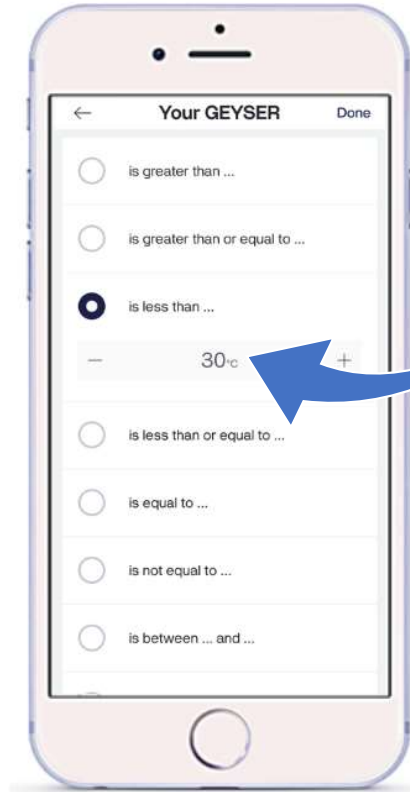 ← Your GEYSER Done
is greater than ...
is greater than or equal to ...
is less than ...
− 30°C +
is less than or equal to ...
is equal to ...
is not equal to ...
is between ... and ...